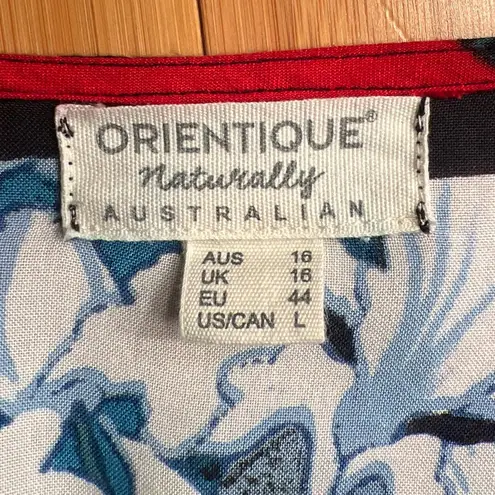 ORIENTIQUE®
naturally
AUSTRALIAN
AUS 16
UK 16
EU 44
US/CAN L